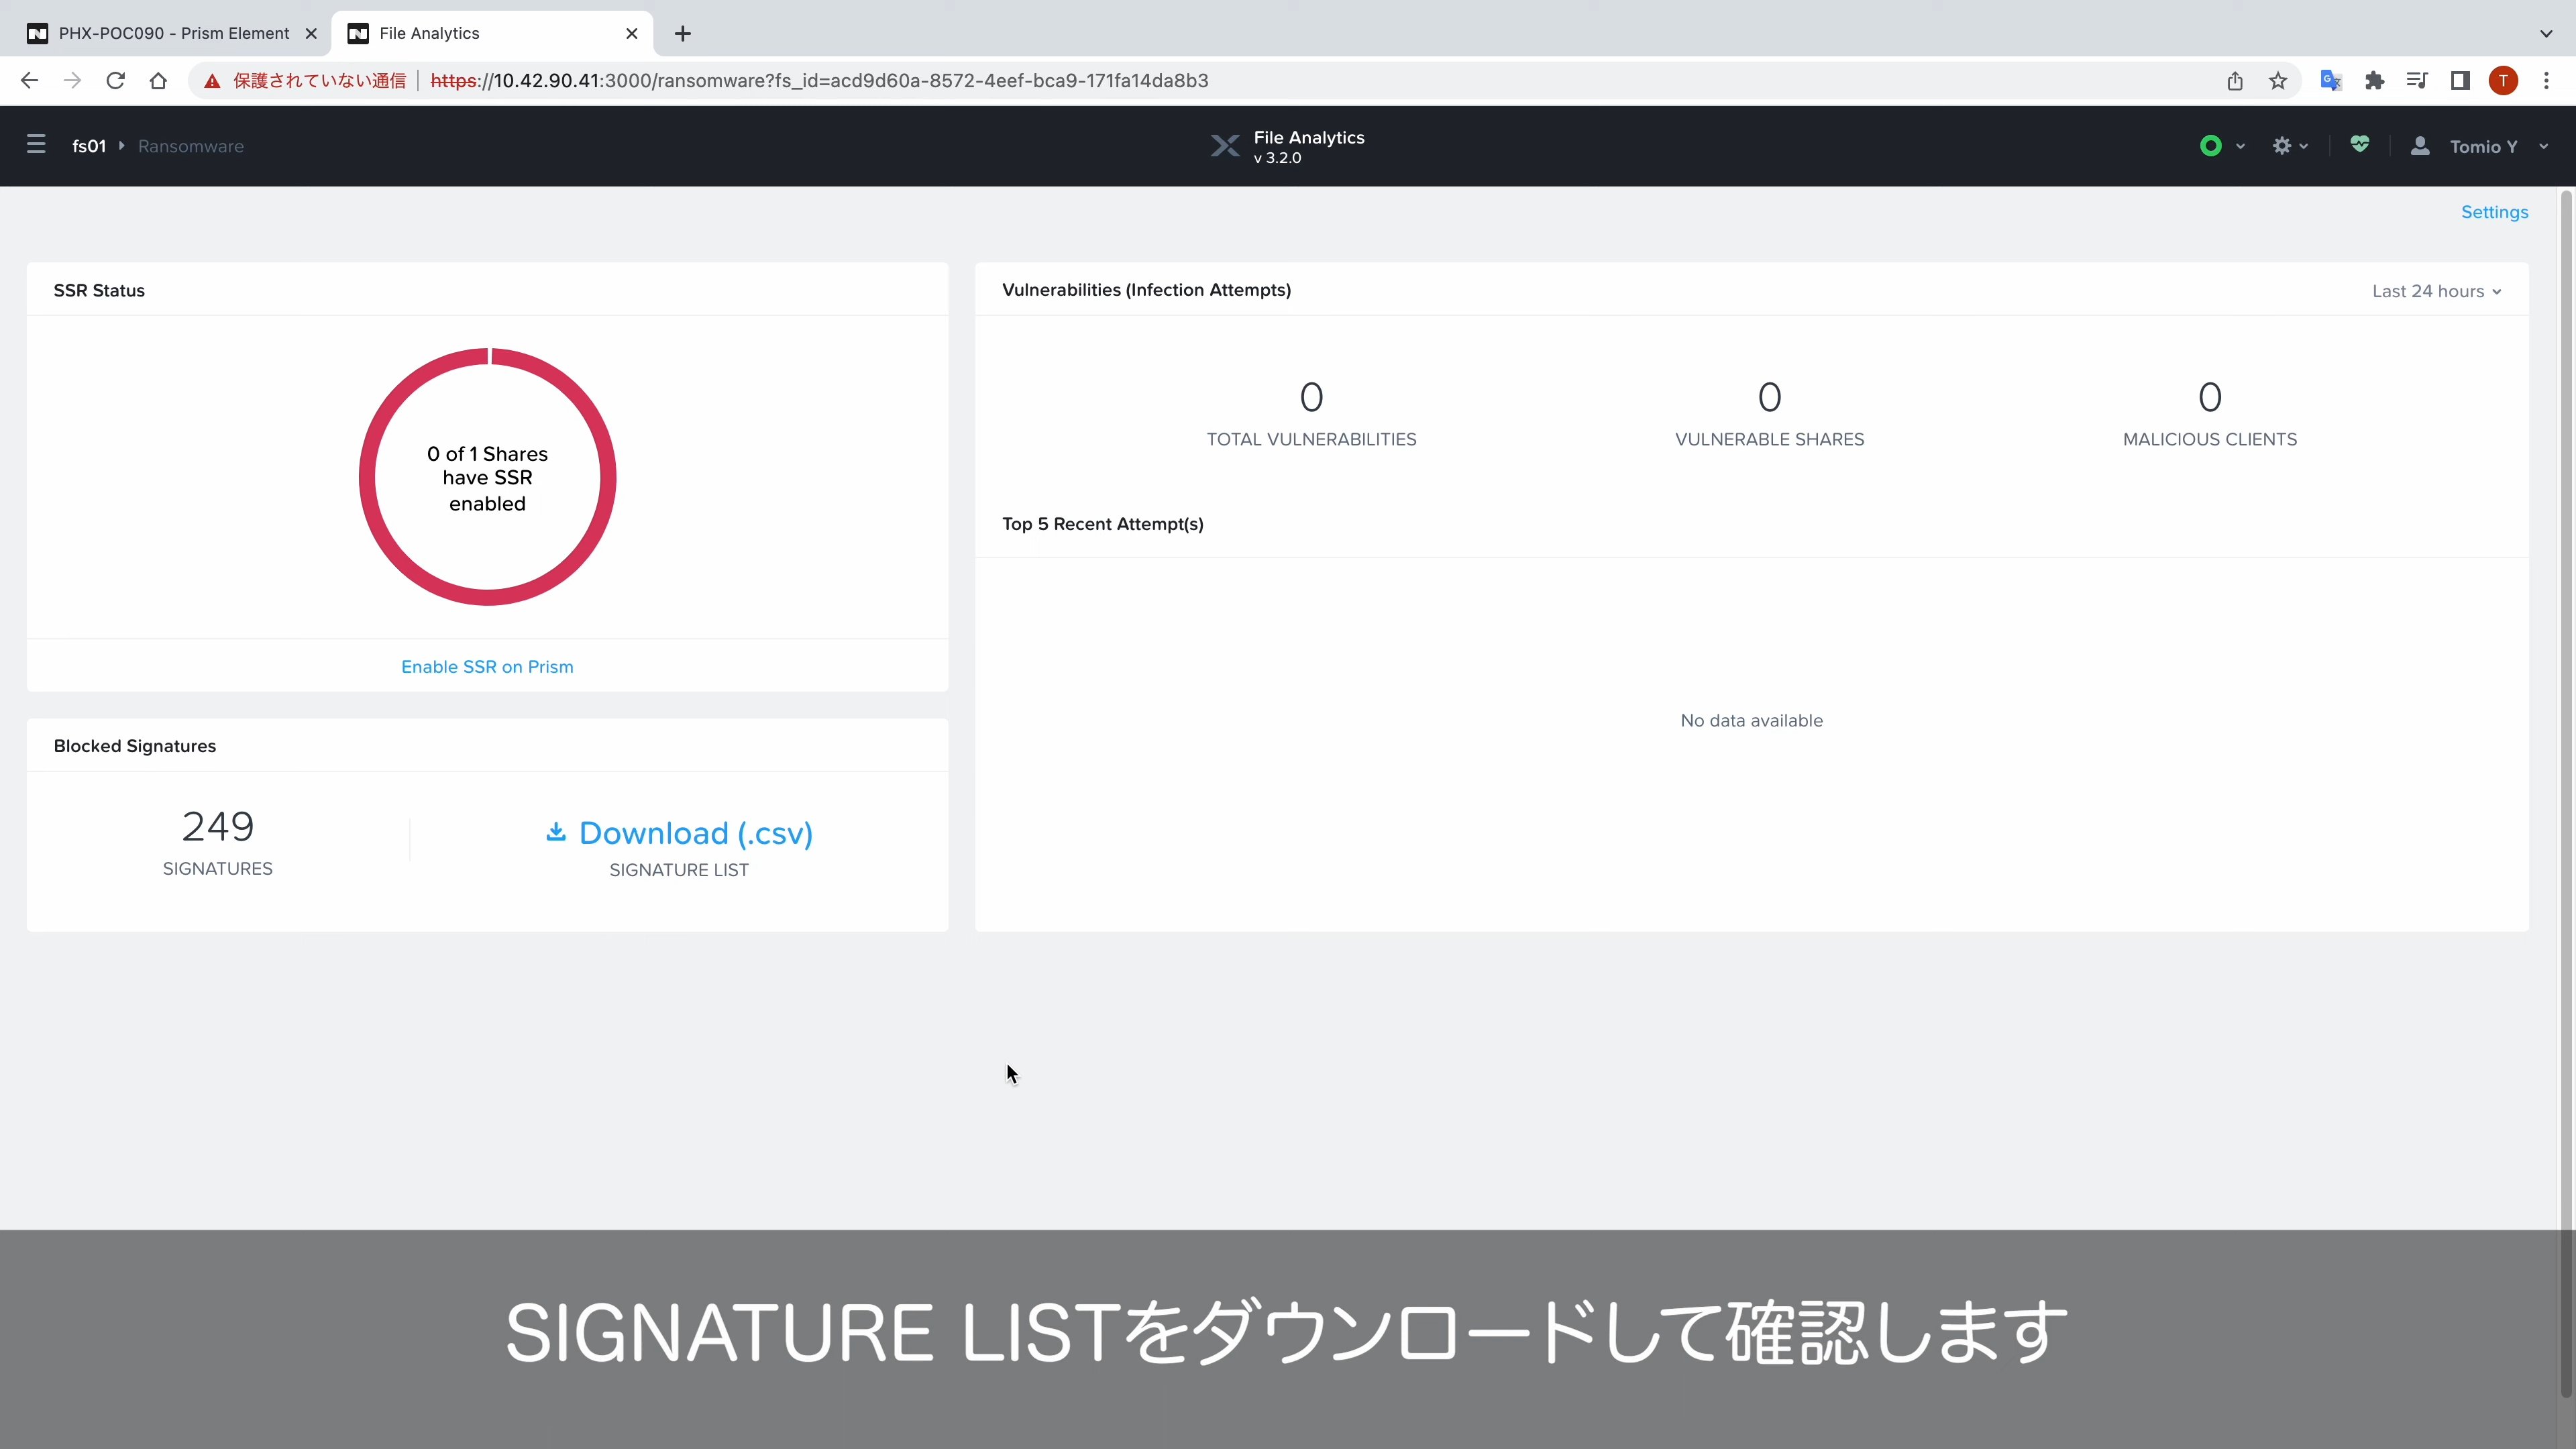 PHX-POC090 - Prism Element
File Analytics
保護されていない通信
https://10.42.90.41:3000/ransomware?fs_id=acd9d60a-8572-4eef-bca9-171fa14da8b3
T
fs01
Ransomware
File Analytics
v 3.2.0
Tomio Y
Settings
SSR Status
0 of 1 Shares
have SSR
enabled
Enable SSR on Prism
Blocked Signatures
249
SIGNATURES
Download (.csv)
SIGNATURE LIST
Vulnerabilities (Infection Attempts)
Last 24 hours
0
TOTAL VULNERABILITIES
0
VULNERABLE SHARES
0
MALICIOUS CLIENTS
Top 5 Recent Attempt(s)
No data available
SIGNATURE LISTをダウンロードして確認します